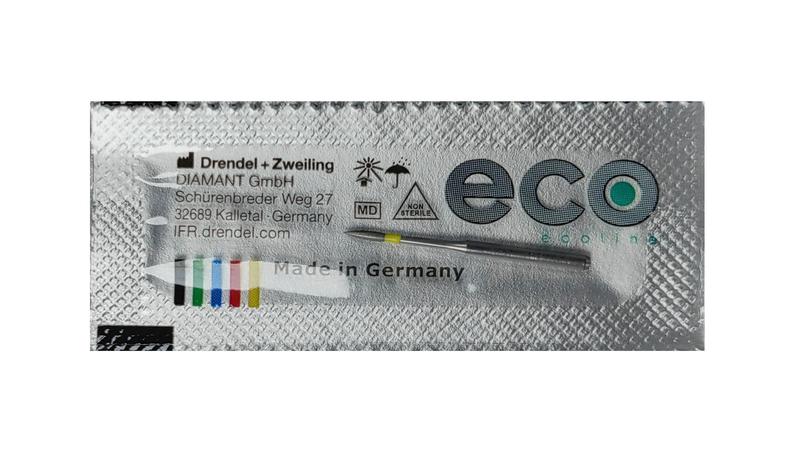 Drendel + Zweiling
DIAMANT GmbH
Schürenbreder Weg 27
32689 Kalletal · Germany
IFR.drendel.com
MD
NON
STERILE
eco
ecoline
Made in Germany